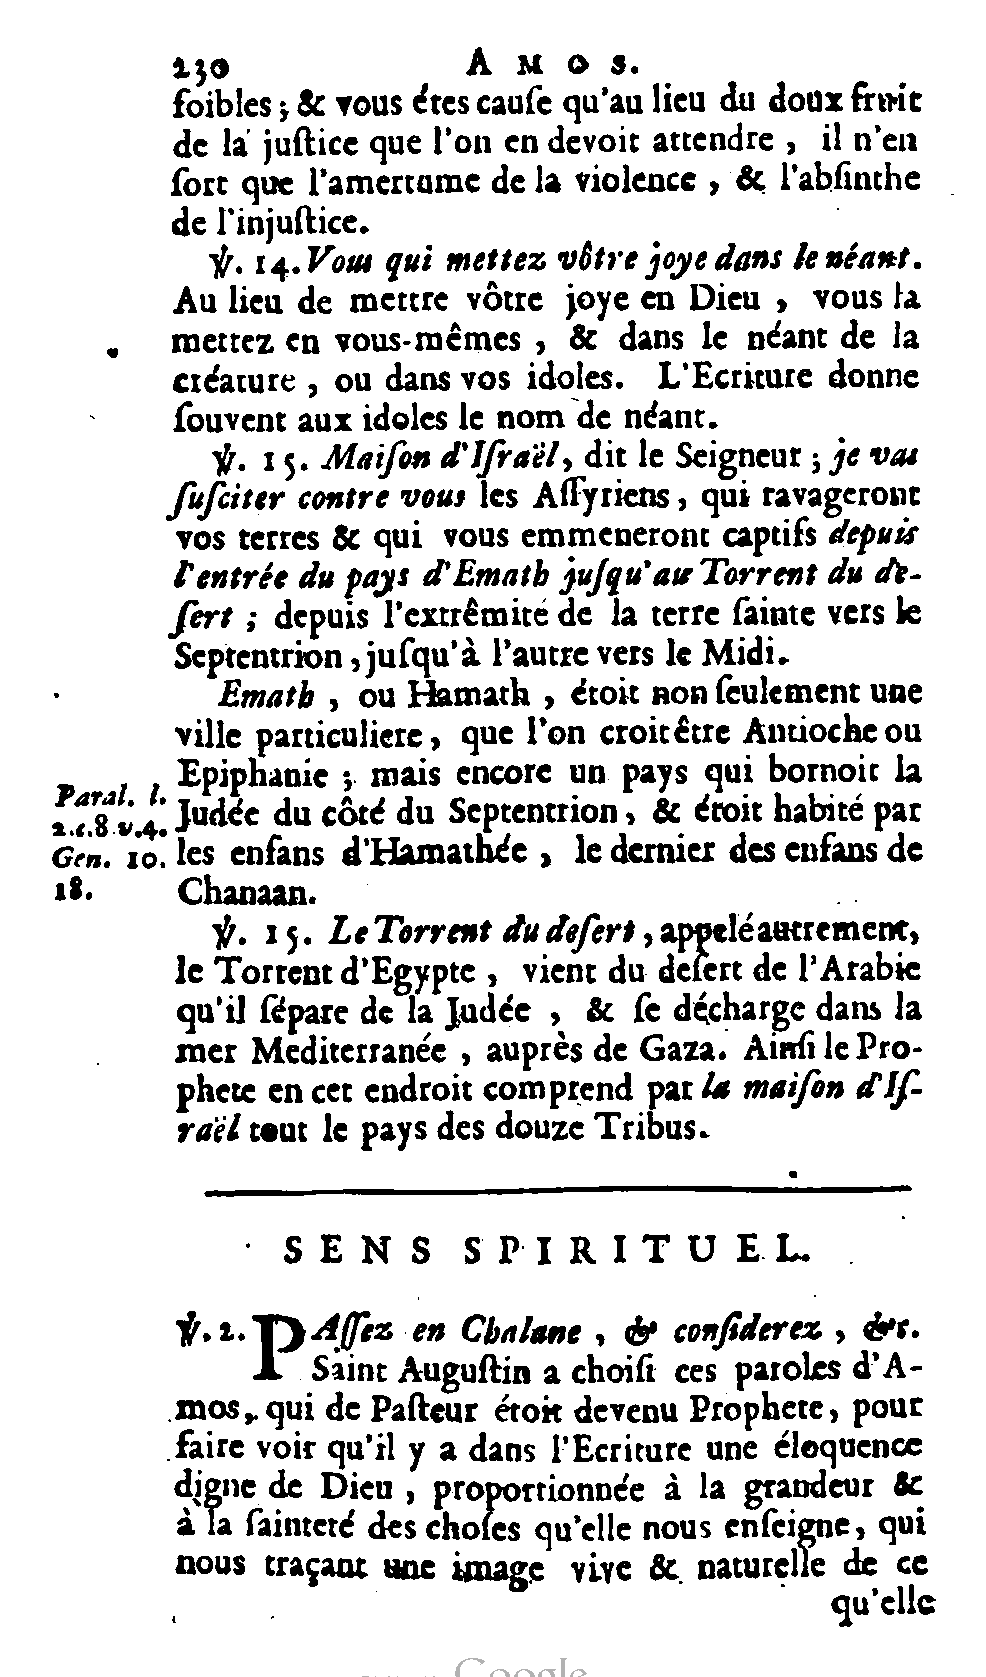 230 AMOS.
foibles; & vous étes cauſe qu'au lieu du doux fruit
de la juſtice que l'on en devoit attendre, il n'en
ſort que l'amertume de la violence, & l'abſinthe
de l'injuſtice.
℣. 14. Vous qui mettez vôtre joye dans le néant.
Au lieu de mettre vôtre joye en Dieu, vous la
mettez en vous-mêmes, & dans le néant de la
créature, ou dans vos idoles. L'Ecriture donne
ſouvent aux idoles le nom de néant.
℣. 15. Maiſon d'Iſraël, dit le Seigneur; je vas
ſuſciter contre vous les Aſſyriens, qui ravageront
vos terres & qui vous emmeneront captifs depuis
l'entrée du pays d'Emath juſqu'au Torrent du de-
ſert; depuis l'extrêmité de la terre ſainte vers le
Septentrion, juſqu'à l'autre vers le Midi.
Emath, ou Hamath, étoit non ſeulement une
ville particuliere, que l'on croit être Antioche ou
Epiphanie; mais encore un pays qui bornoit la
Judée du côté du Septentrion, & étoit habité par
les enfans d'Hamathée, le dernier des enfans de
Chanaan.
Paral. l.
2.c.8.v.4.
Gen. 10.
18.
℣. 15. Le Torrent du deſert, appelé autrement,
le Torrent d'Egypte, vient du deſert de l'Arabie
qu'il ſépare de la Judée, & ſe décharge dans la
mer Mediterranée, auprès de Gaza. Ainſi le Pro-
phete en cet endroit comprend par la maiſon d'Iſ-
raël tout le pays des douze Tribus.
SENS SPIRITUEL.
℣. 2. PAſſez en Chalane, & conſiderez, &c.
Saint Auguſtin a choiſi ces paroles d'A-
mos, qui de Paſteur étoit devenu Prophete, pour
faire voir qu'il y a dans l'Ecriture une éloquence
digne de Dieu, proportionnée à la grandeur &
à la ſainteté des choſes qu'elle nous enſeigne, qui
nous traçant une image vive & naturelle de ce
qu'elle
Google